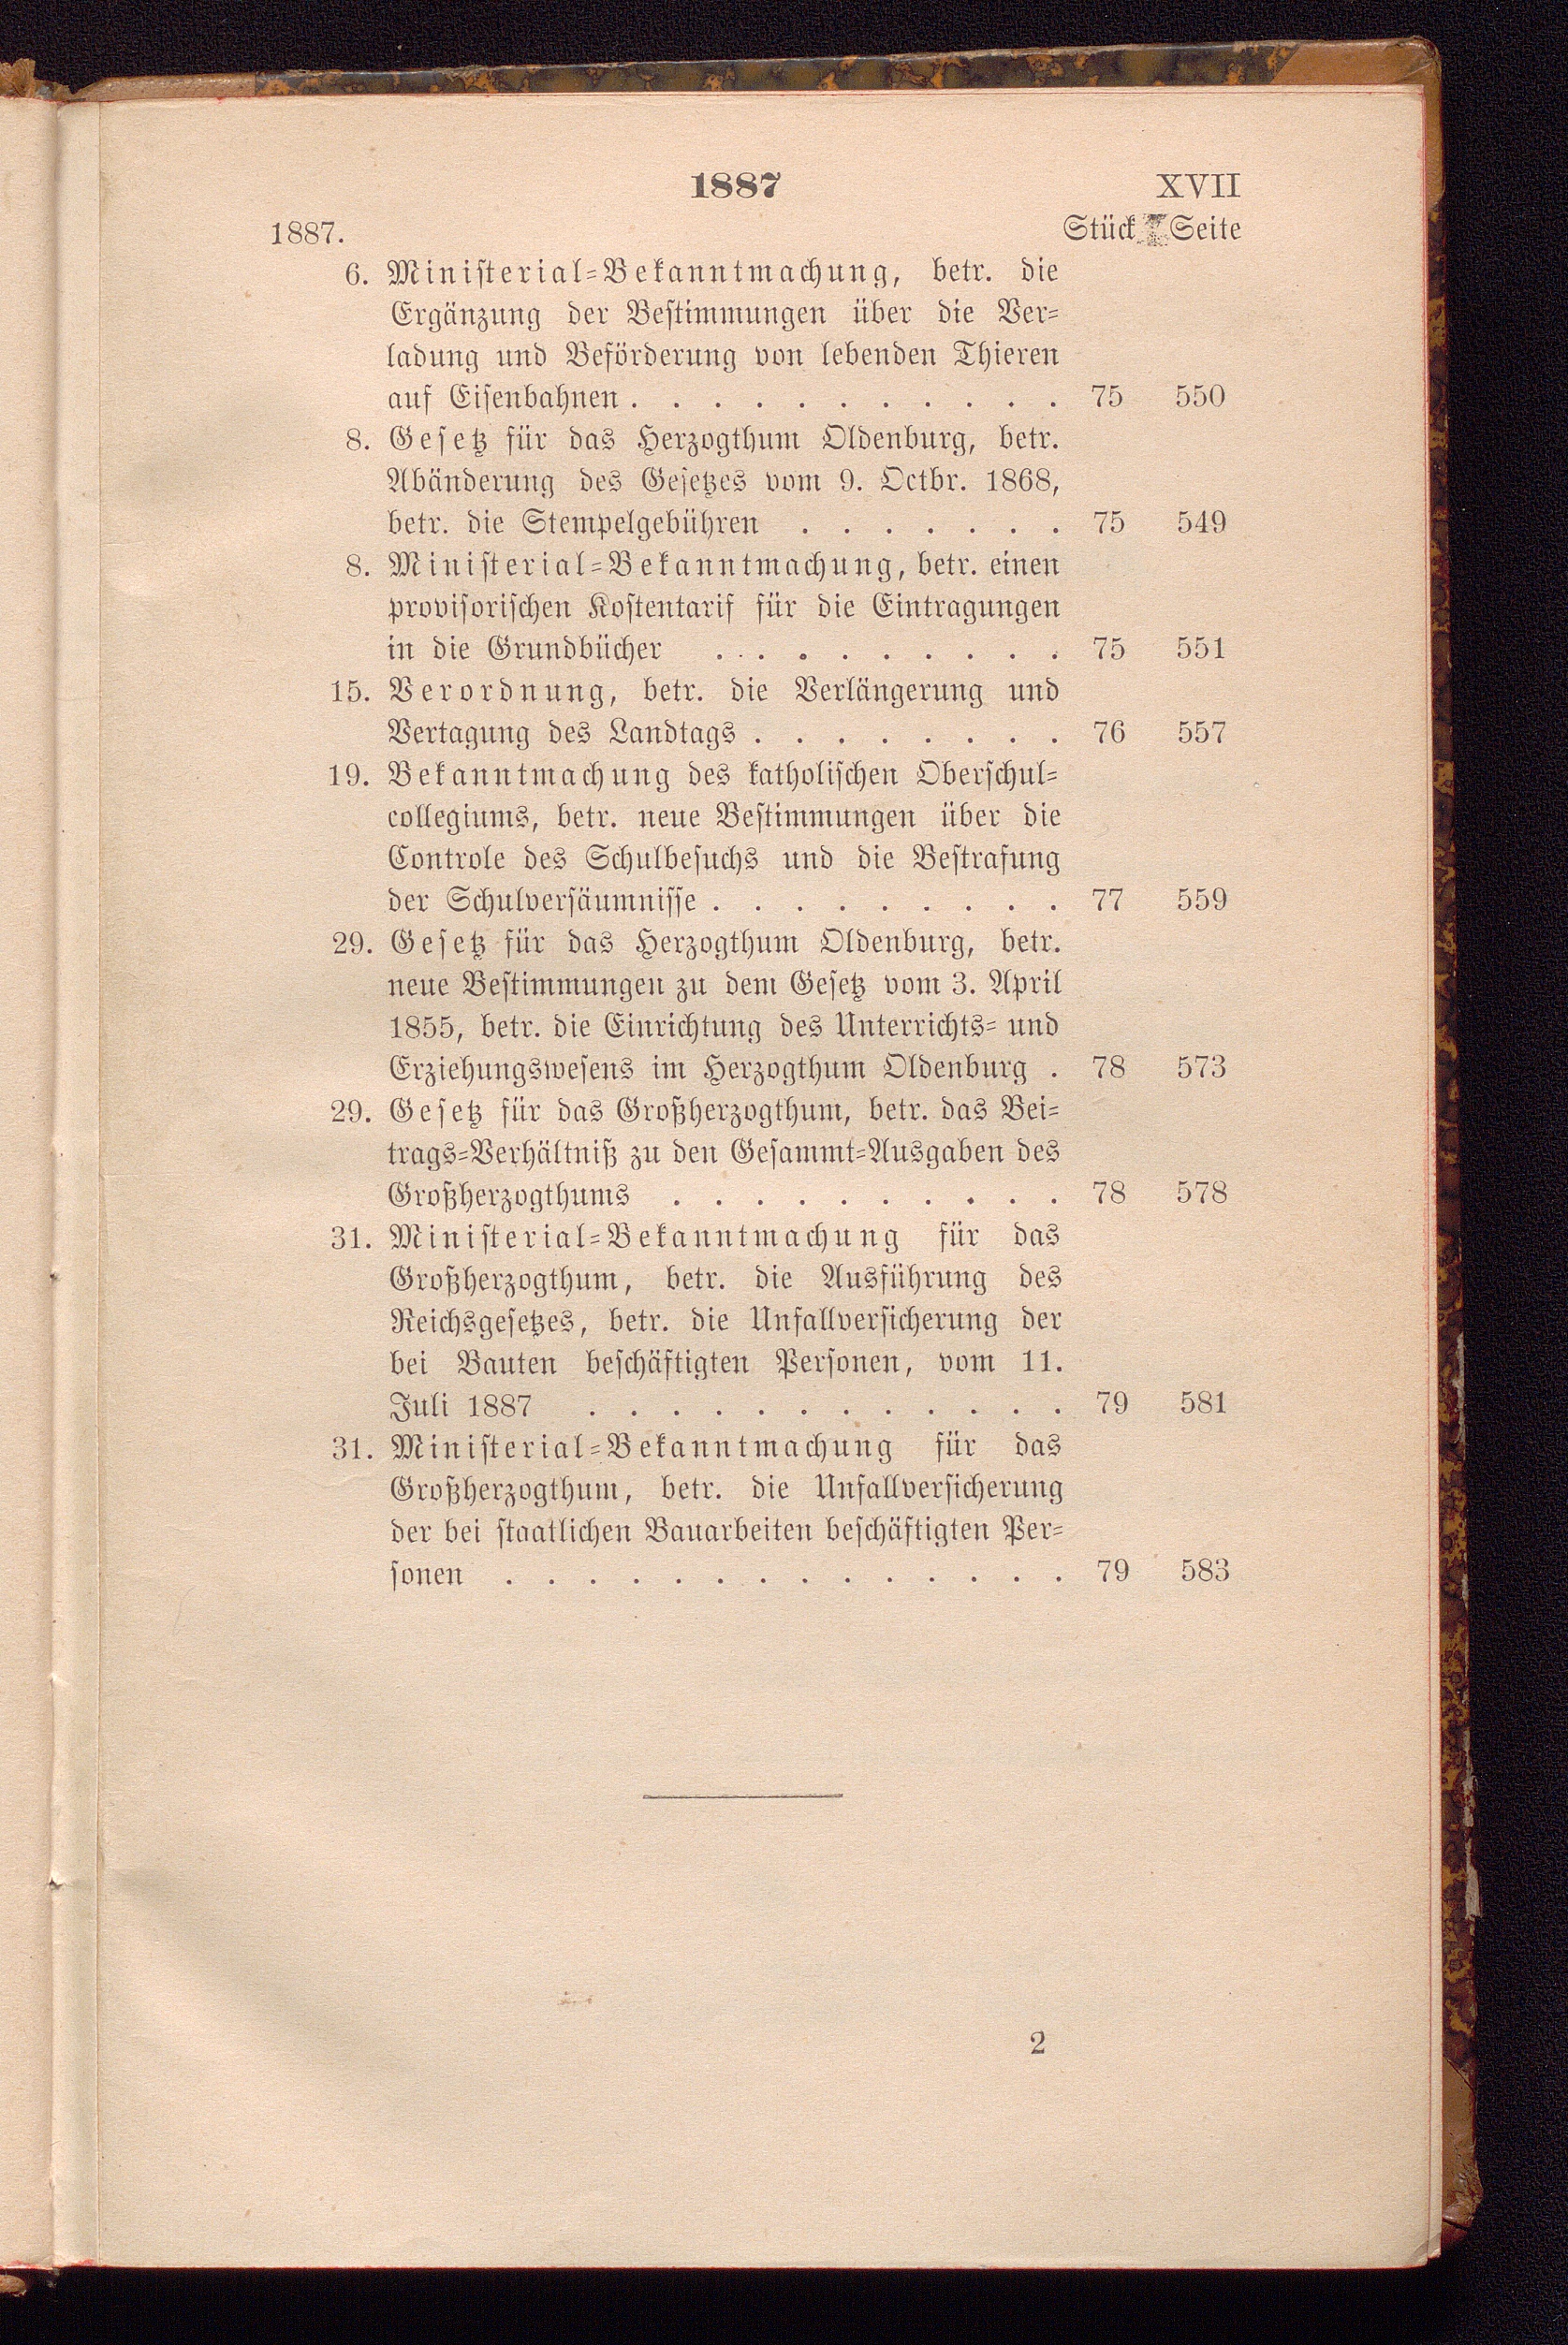 1887 XVII
1887. Stück Seite
6. Ministerial=Bekanntmachung, betr. die
Ergänzung der Bestimmungen über die Ver=
ladung und Beförderung von lebenden Thieren
auf Eisenbahnen . . . . . . . . . . . 75 550
8. Gesetz für das Herzogthum Oldenburg, betr.
Abänderung des Gesetzes vom 9. Octbr. 1868,
betr. die Stempelgebühren . . . . . . . 75 549
8. Ministerial=Bekanntmachung, betr. einen
provisorischen Kostentarif für die Eintragungen
in die Grundbücher . . . . . . . . . 75 551
15. Verordnung, betr. die Verlängerung und
Vertagung des Landtags . . . . . . . . 76 557
19. Bekanntmachung des katholischen Oberschul=
collegiums, betr. neue Bestimmungen über die
Controle des Schulbesuchs und die Bestrafung
der Schulversäumnisse . . . . . . . . . 77 559
29. Gesetz für das Herzogthum Oldenburg, betr.
neue Bestimmungen zu dem Gesetz vom 3. April
1855, betr. die Einrichtung des Unterrichts= und
Erziehungswesens im Herzogthum Oldenburg . 78 573
29. Gesetz für das Großherzogthum, betr. das Bei=
trags=Verhältniß zu den Gesammt=Ausgaben des
Großherzogthums . . . . . . . . . . 78 578
31. Ministerial=Bekanntmachung für das
Großherzogthum, betr. die Ausführung des
Reichsgesetzes, betr. die Unfallversicherung der
bei Bauten beschäftigten Personen, vom 11.
Juli 1887 . . . . . . . . . . . . 79 581
31. Ministerial=Bekanntmachung für das
Großherzogthum, betr. die Unfallversicherung
der bei staatlichen Bauarbeiten beschäftigten Per=
sonen . . . . . . . . . . . . . . 79 583
2